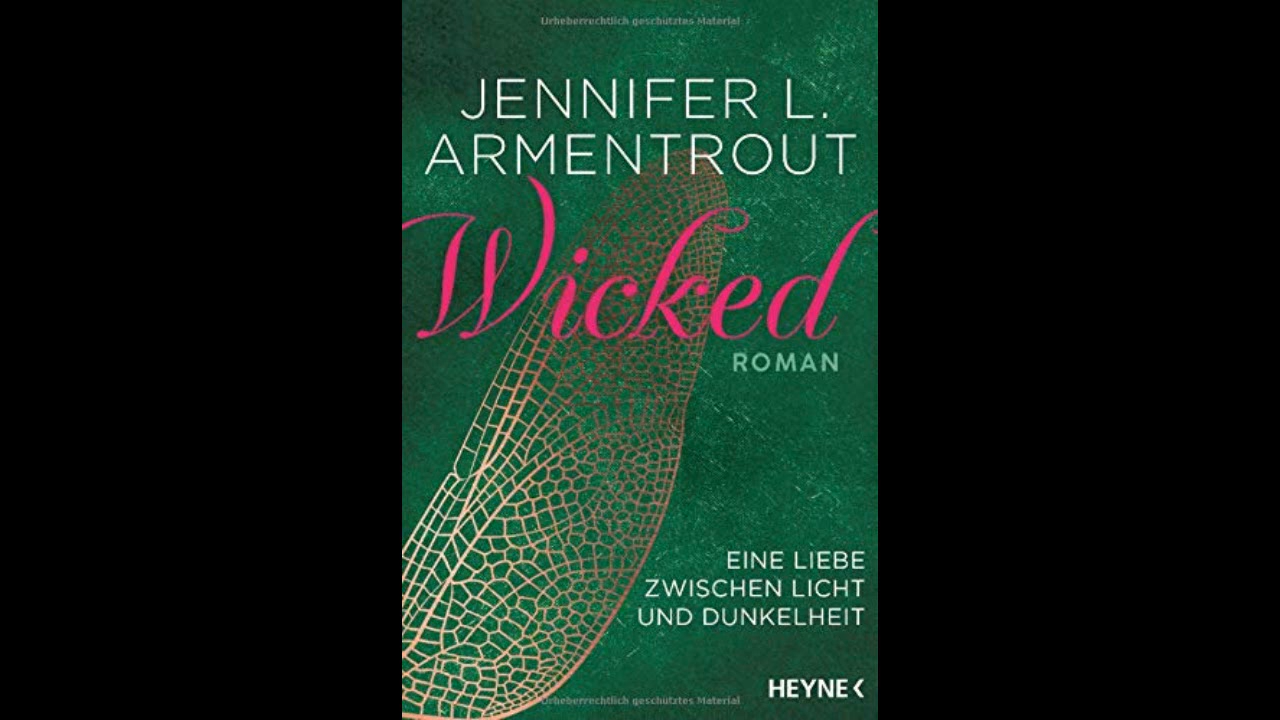 Urheberrechtlich geschütztes Material
JENNIFER L.
ARMENTROUT
Wicked
ROMAN
EINE LIEBE
ZWISCHEN LICHT
UND DUNKELHEIT
HEYNE
Urheberrechtlich geschütztes Material